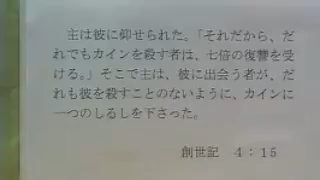 主は彼に仰せられた。「それだから、だ
れでもカインを殺す者は、七倍の復讐を受
ける。」そこで主は、彼に出会う者が、だ
れも彼を殺すことのないように、カインに
一つのしるしを下さった。
創世記 4：15